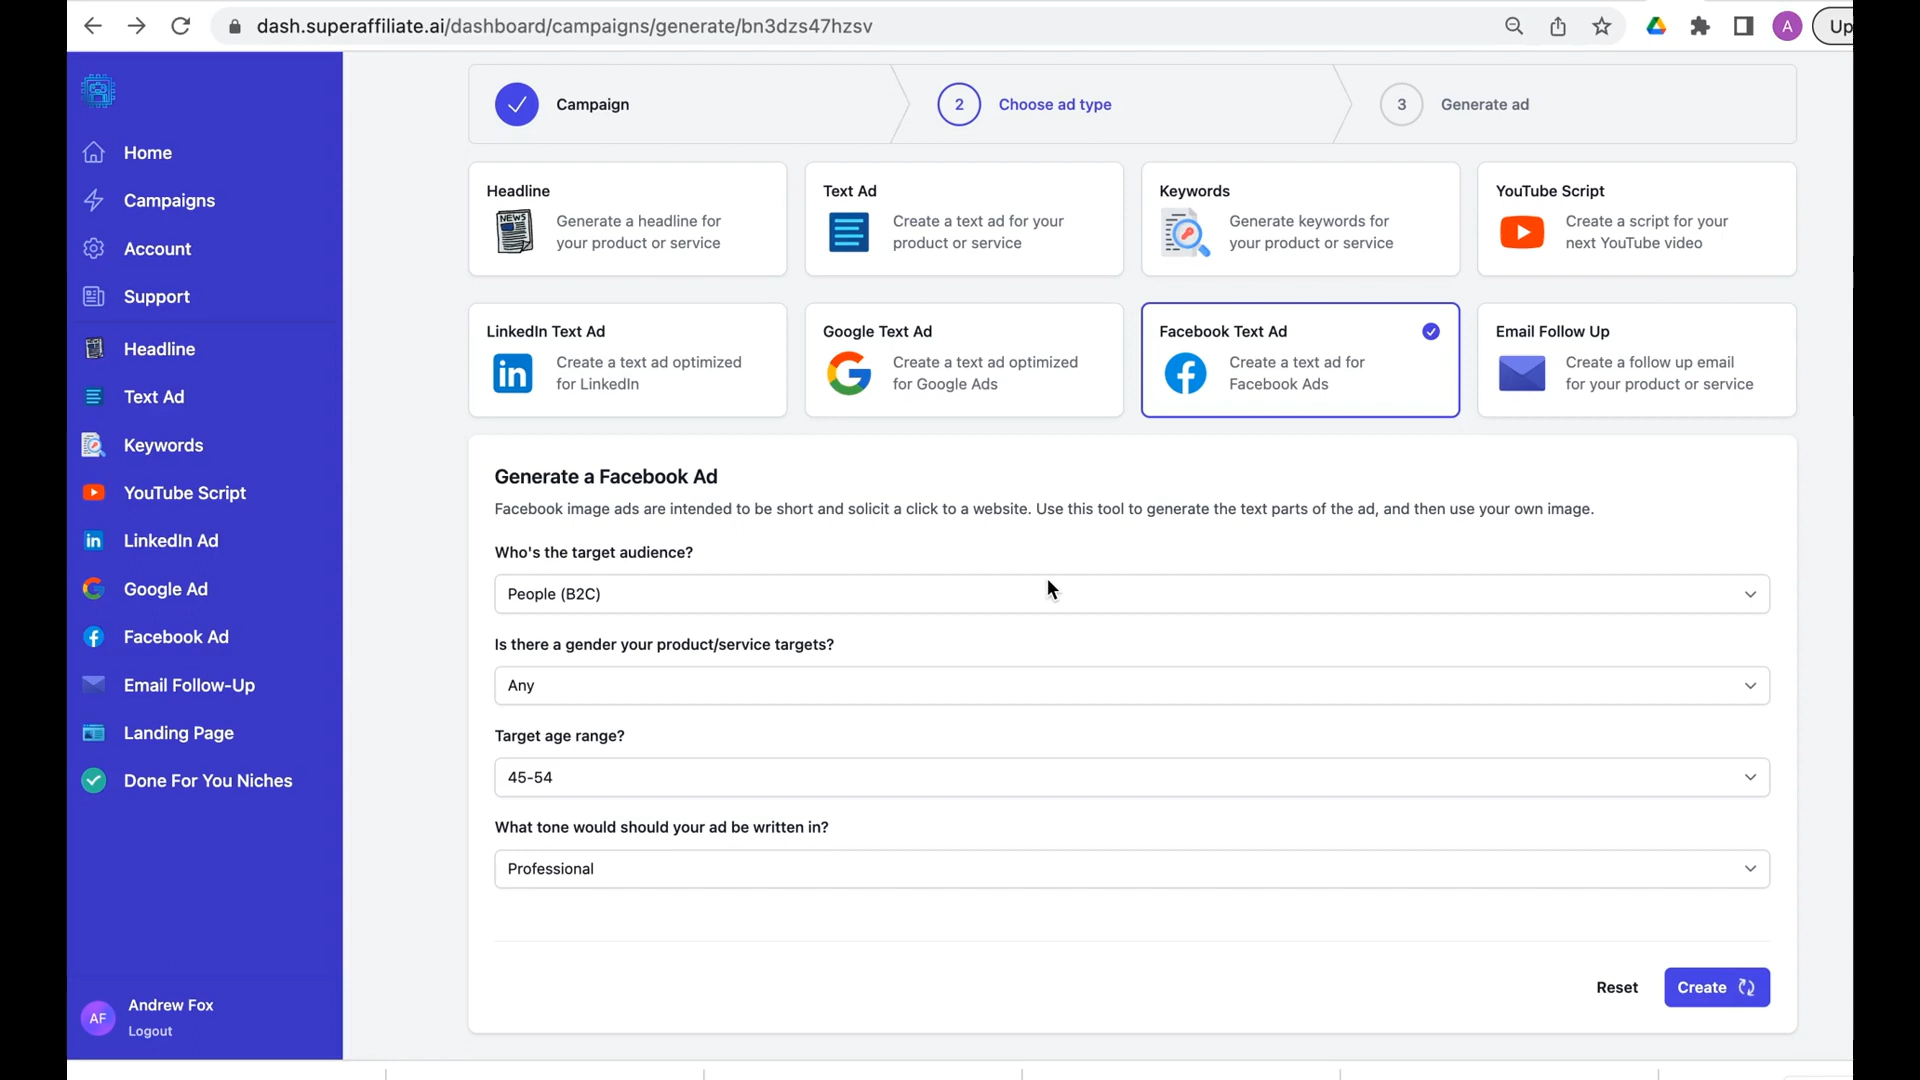 dash.superaffiliate.ai/dashboard/campaigns/generate/bn3dzs47hzsv
A
Up
Home
Campaigns
Account
Support
Headline
Text Ad
Keywords
YouTube Script
LinkedIn Ad
Google Ad
Facebook Ad
Email Follow-Up
Landing Page
Done For You Niches
AF
Andrew Fox
Logout
Campaign
2
Choose ad type
3
Generate ad
Headline
NEWS
Generate a headline for
your product or service
Text Ad
Create a text ad for your
product or service
Keywords
Generate keywords for
your product or service
YouTube Script
Create a script for your
next YouTube video
LinkedIn Text Ad
in
Create a text ad optimized
for LinkedIn
Google Text Ad
Create a text ad optimized
for Google Ads
Facebook Text Ad
Create a text ad for
Facebook Ads
Email Follow Up
Create a follow up email
for your product or service
Generate a Facebook Ad
Facebook image ads are intended to be short and solicit a click to a website. Use this tool to generate the text parts of the ad, and then use your own image.
Who's the target audience?
People (B2C)
Is there a gender your product/service targets?
Any
Target age range?
45-54
What tone would should your ad be written in?
Professional
Reset
Create